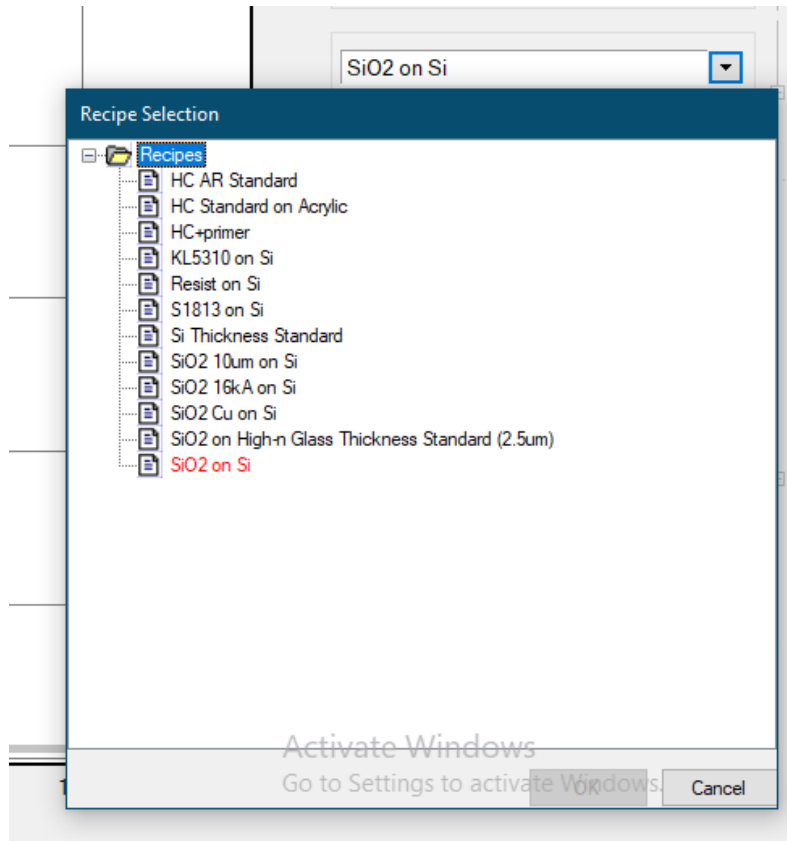 SiO2 on Si
Recipe Selection
Recipes
HC AR Standard
HC Standard on Acrylic
HC+primer
KL5310 on Si
Resist on Si
S1813 on Si
Si Thickness Standard
SiO2 10um on Si
SiO2 16kA on Si
SiO2 Cu on Si
SiO2 on High-n Glass Thickness Standard (2.5um)
SiO2 on Si
Activate Windows
Go to Settings to activate Windows.
OK
Cancel
1